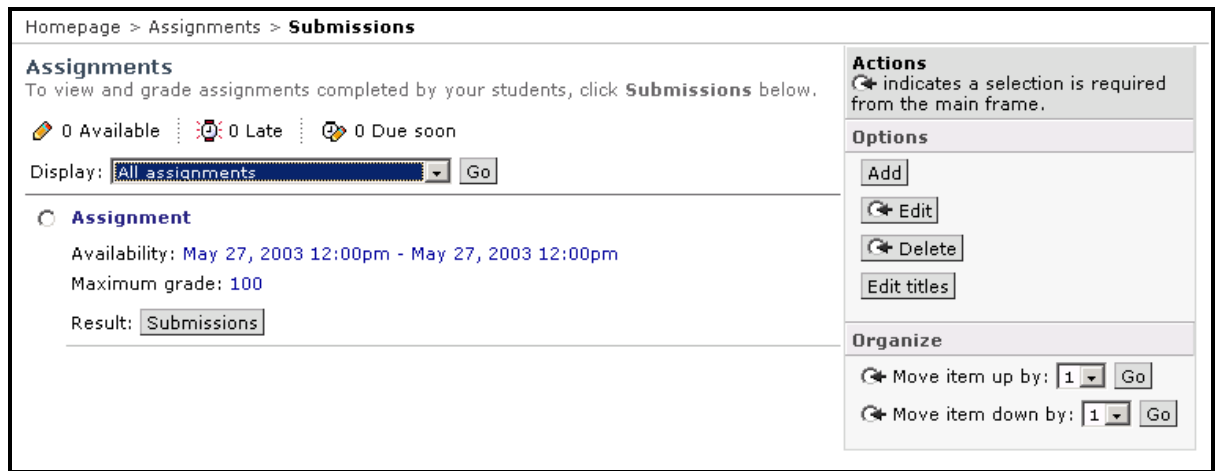 Homepage > Assignments > Submissions
Assignments
To view and grade assignments completed by your students, click Submissions below.
0 Available 0 Late 0 Due soon
Display: All assignments Go
Assignment
Availability: May 27, 2003 12:00pm - May 27, 2003 12:00pm
Maximum grade: 100
Result: Submissions
Actions
indicates a selection is required
from the main frame.
Options
Add
Edit
Delete
Edit titles
Organize
Move item up by: 1 Go
Move item down by: 1 Go